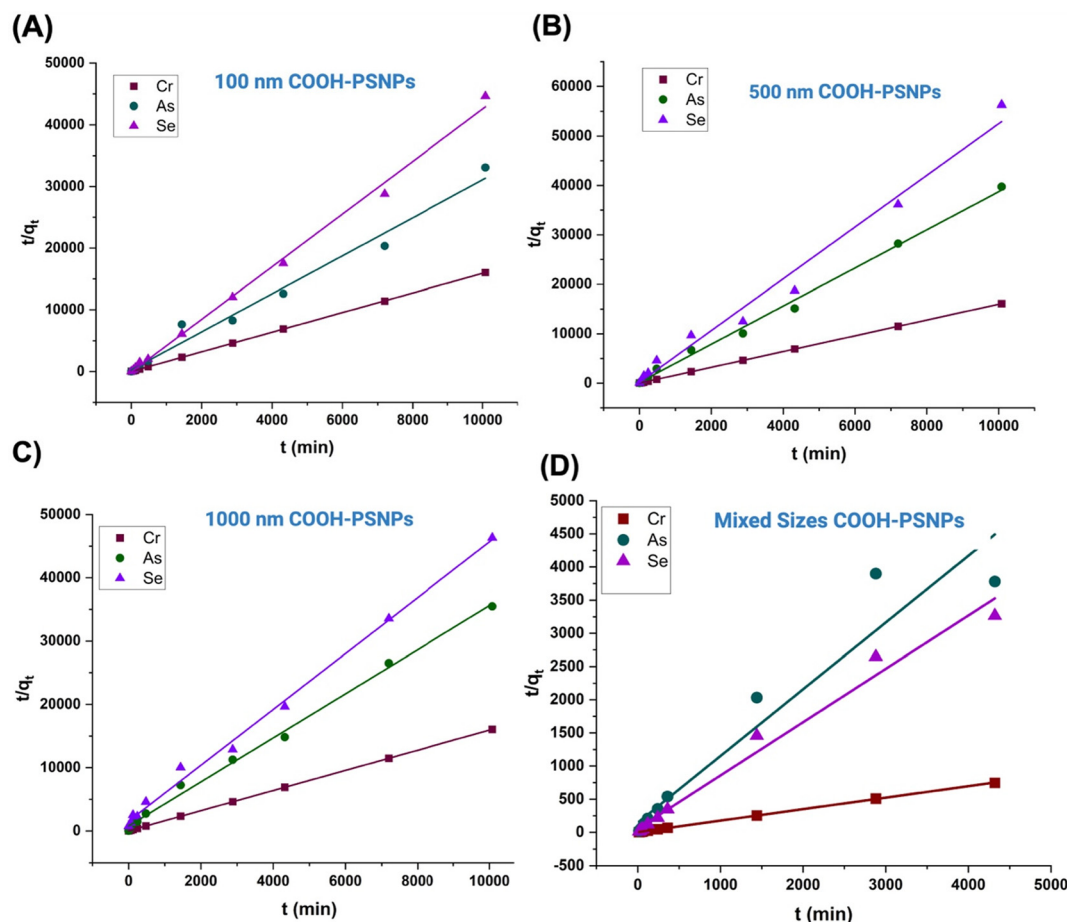 (A)
100 nm COOH-PSNPs
Cr
As
Se
50000
40000
30000
20000
10000
0
t/qt
0 2000 4000 6000 8000 10000
t (min)
(B)
500 nm COOH-PSNPs
Cr
As
Se
60000
50000
40000
30000
20000
10000
0
t/qt
0 2000 4000 6000 8000 10000
t (min)
C)
1000 nm COOH-PSNPs
Cr
As
Se
50000
40000
30000
20000
10000
0
t/qt
0 2000 4000 6000 8000 10000
t (min)
(D)
Mixed Sizes COOH-PSNPs
Cr
As
Se
5000
4500
4000
3500
3000
2500
2000
1500
1000
500
0
-500
t/qt
0 1000 2000 3000 4000 5000
t (min)